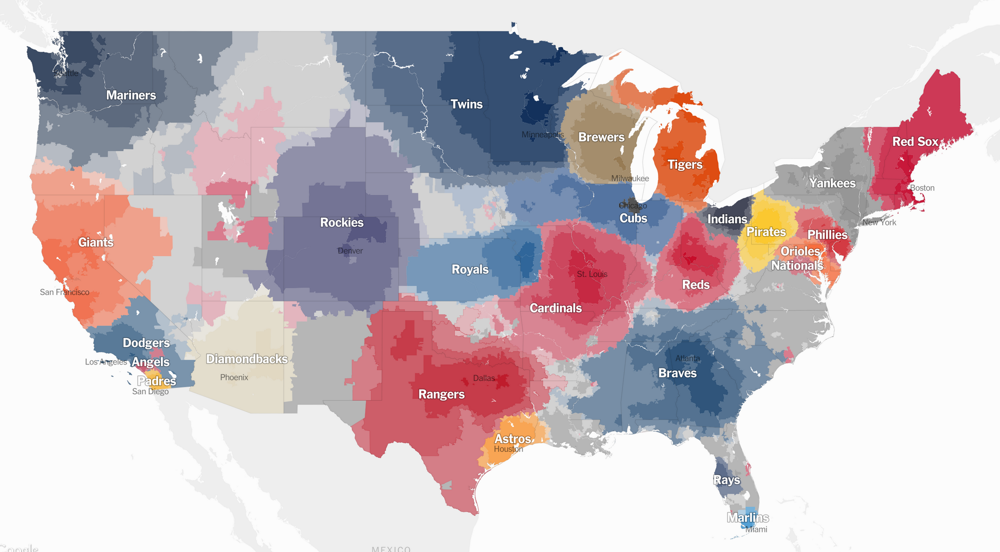 Seattle
Mariners
Twins
Minneapolis
Brewers
Milwaukee
Tigers
Red Sox
Boston
Yankees
New York
Chicago
Cubs
Indians
Pirates
Phillies
Orioles
Nationals
Giants
San Francisco
Rockies
Denver
Royals
St. Louis
Cardinals
Reds
Dodgers
Los Angeles
Angels
Padres
San Diego
Diamondbacks
Phoenix
Dallas
Rangers
Atlanta
Braves
Astros
Houston
Rays
Marlins
Miami
MEXICO
Google